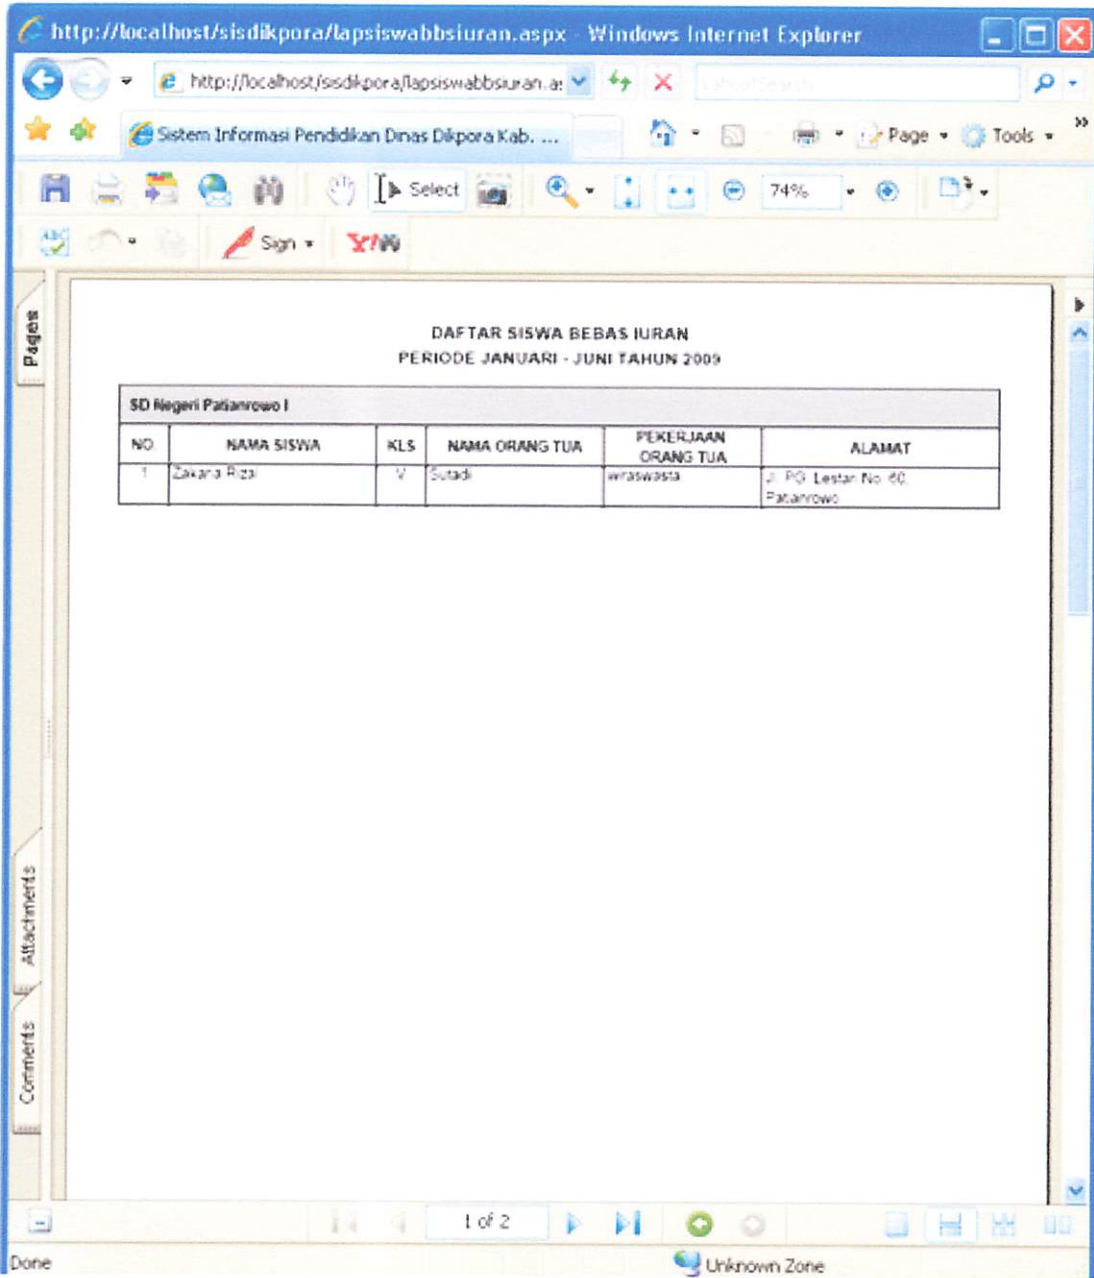 http://localhost/sisdikpora/lapsiswabbsiuran.aspx - Windows Internet Explorer
http://localhost/sisdikpora/lapsiswabbsiuran.a:
Sistem Informasi Pendidikan Dinas Dikpora Kab. ...
Page
Tools
Select
74%
Sign
Y!
Pages
DAFTAR SISWA BEBAS IURAN
PERIODE JANUARI - JUNI TAHUN 2009
SD Negeri Patianrowo I
NO. NAMA SISWA KLS NAMA ORANG TUA PEKERJAAN ORANG TUA ALAMAT
1 Zakaria Rizal V Sutadi wiraswasta Jl. PG. Lestari No. 60,
Patianrowo
Attachments
Comments
1 of 2
Done
Unknown Zone